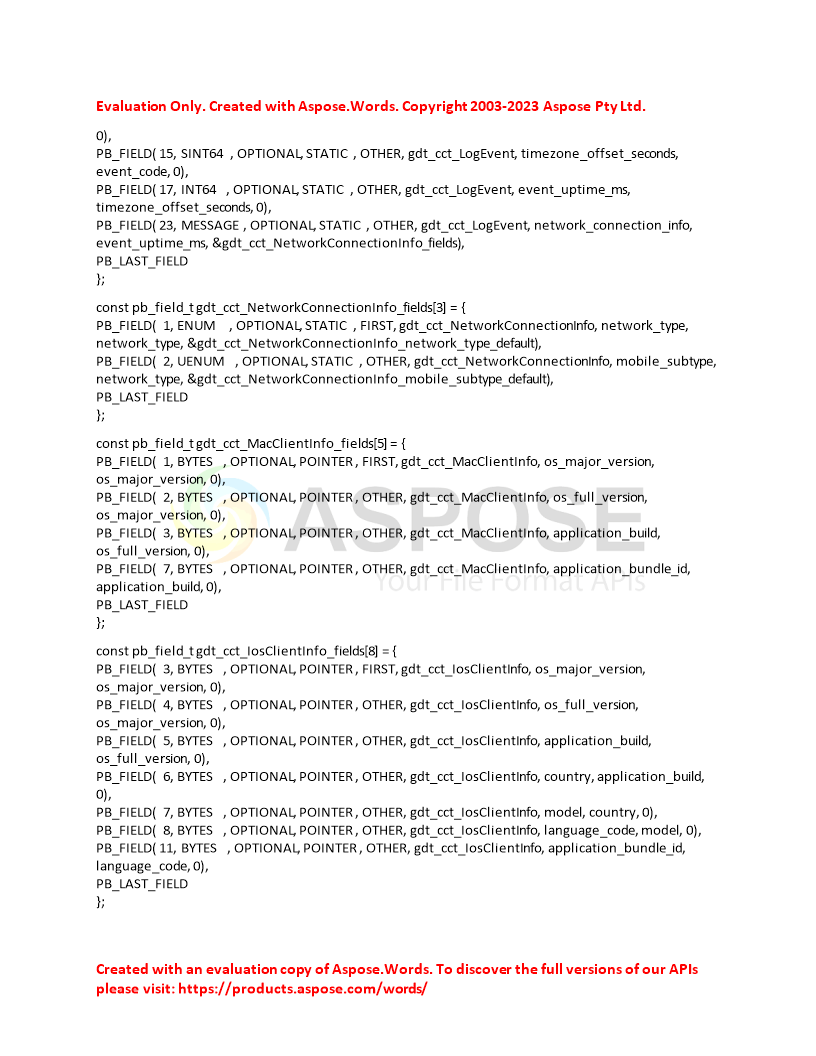 Evaluation Only. Created with Aspose.Words. Copyright 2003-2023 Aspose Pty Ltd.
0),
PB_FIELD( 15, SINT64  , OPTIONAL, STATIC  , OTHER, gdt_cct_LogEvent, timezone_offset_seconds,
event_code, 0),
PB_FIELD( 17, INT64   , OPTIONAL, STATIC  , OTHER, gdt_cct_LogEvent, event_uptime_ms,
timezone_offset_seconds, 0),
PB_FIELD( 23, MESSAGE , OPTIONAL, STATIC  , OTHER, gdt_cct_LogEvent, network_connection_info,
event_uptime_ms, &gdt_cct_NetworkConnectionInfo_fields),
PB_LAST_FIELD
};
const pb_field_t gdt_cct_NetworkConnectionInfo_fields[3] = {
PB_FIELD(  1, ENUM    , OPTIONAL, STATIC  , FIRST, gdt_cct_NetworkConnectionInfo, network_type,
network_type, &gdt_cct_NetworkConnectionInfo_network_type_default),
PB_FIELD(  2, UENUM   , OPTIONAL, STATIC  , OTHER, gdt_cct_NetworkConnectionInfo, mobile_subtype,
network_type, &gdt_cct_NetworkConnectionInfo_mobile_subtype_default),
PB_LAST_FIELD
};
const pb_field_t gdt_cct_MacClientInfo_fields[5] = {
PB_FIELD(  1, BYTES   , OPTIONAL, POINTER , FIRST, gdt_cct_MacClientInfo, os_major_version,
os_major_version, 0),
PB_FIELD(  2, BYTES   , OPTIONAL, POINTER , OTHER, gdt_cct_MacClientInfo, os_full_version,
os_major_version, 0),
ASPOSE
PB_FIELD(  3, BYTES   , OPTIONAL, POINTER , OTHER, gdt_cct_MacClientInfo, application_build,
os_full_version, 0),
PB_FIELD(  7, BYTES   , OPTIONAL, POINTER , OTHER, gdt_cct_MacClientInfo, application_bundle_id,
Your File Format APIs
application_build, 0),
PB_LAST_FIELD
};
const pb_field_t gdt_cct_IosClientInfo_fields[8] = {
PB_FIELD(  3, BYTES   , OPTIONAL, POINTER , FIRST, gdt_cct_IosClientInfo, os_major_version,
os_major_version, 0),
PB_FIELD(  4, BYTES   , OPTIONAL, POINTER , OTHER, gdt_cct_IosClientInfo, os_full_version,
os_major_version, 0),
PB_FIELD(  5, BYTES   , OPTIONAL, POINTER , OTHER, gdt_cct_IosClientInfo, application_build,
os_full_version, 0),
PB_FIELD(  6, BYTES   , OPTIONAL, POINTER , OTHER, gdt_cct_IosClientInfo, country, application_build,
0),
PB_FIELD(  7, BYTES   , OPTIONAL, POINTER , OTHER, gdt_cct_IosClientInfo, model, country, 0),
PB_FIELD(  8, BYTES   , OPTIONAL, POINTER , OTHER, gdt_cct_IosClientInfo, language_code, model, 0),
PB_FIELD( 11, BYTES   , OPTIONAL, POINTER , OTHER, gdt_cct_IosClientInfo, application_bundle_id,
language_code, 0),
PB_LAST_FIELD
};
Created with an evaluation copy of Aspose.Words. To discover the full versions of our APIs
please visit: https://products.aspose.com/words/